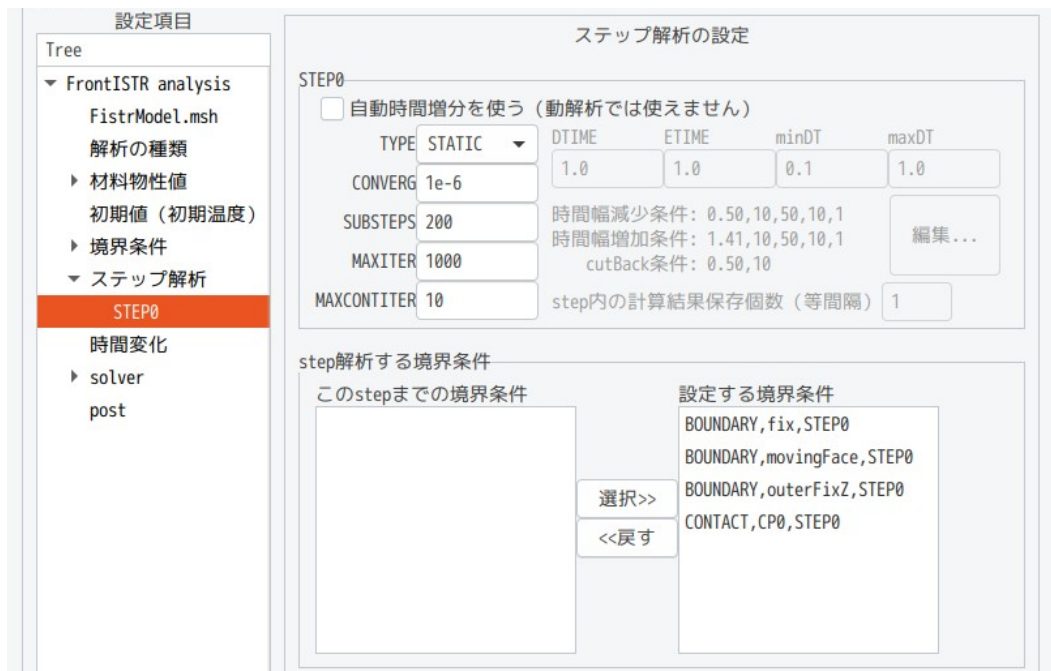 設定項目
Tree
FrontISTR analysis
FistrModel.msh
解析の種類
材料物性値
初期値（初期温度）
境界条件
ステップ解析
STEP0
時間変化
solver
post
ステップ解析の設定
STEP0
自動時間増分を使う（動解析では使えません）
TYPE STATIC
CONVERG 1e-6
SUBSTEPS 200
MAXITER 1000
MAXCONTITER 10
DTIME ETIME minDT maxDT
1.0 1.0 0.1 1.0
時間幅減少条件: 0.50,10,50,10,1
時間幅増加条件: 1.41,10,50,10,1
cutBack条件: 0.50,10
編集...
step内の計算結果保存個数（等間隔） 1
step解析する境界条件
このstepまでの境界条件
選択>>
<<戻す
設定する境界条件
BOUNDARY,fix,STEP0
BOUNDARY,movingFace,STEP0
BOUNDARY,outerFixZ,STEP0
CONTACT,CP0,STEP0